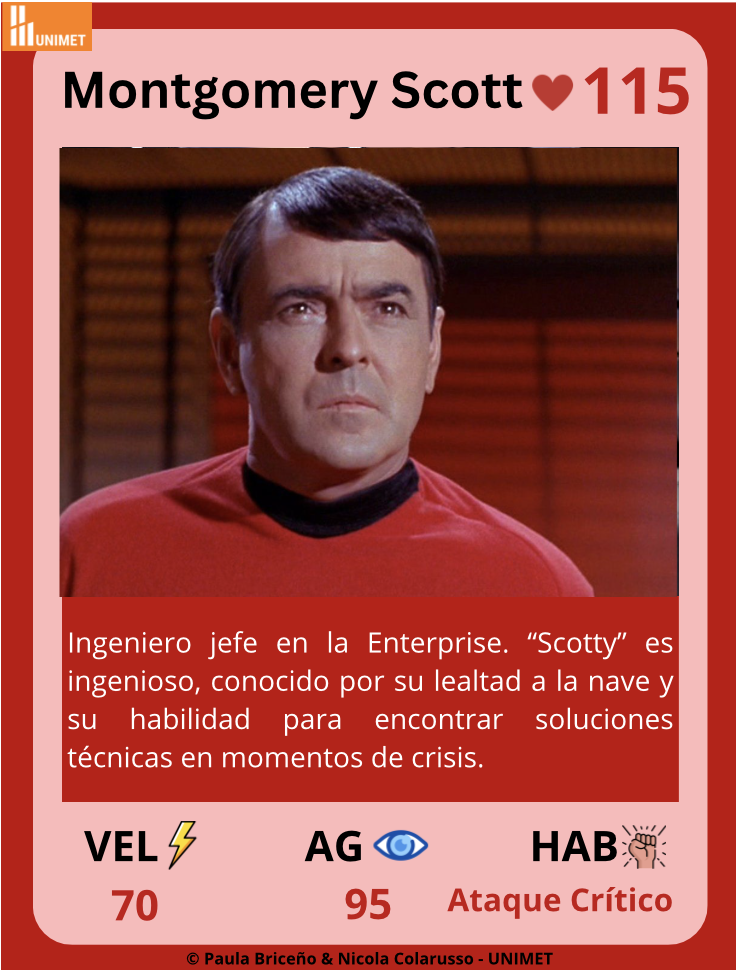 UNIMET
Montgomery Scott 115
Ingeniero jefe en la Enterprise. “Scotty” es
ingenioso, conocido por su lealtad a la nave y
su habilidad para encontrar soluciones
técnicas en momentos de crisis.
VEL AG HAB
70 95 Ataque Crítico
© Paula Briceño & Nicola Colarusso - UNIMET